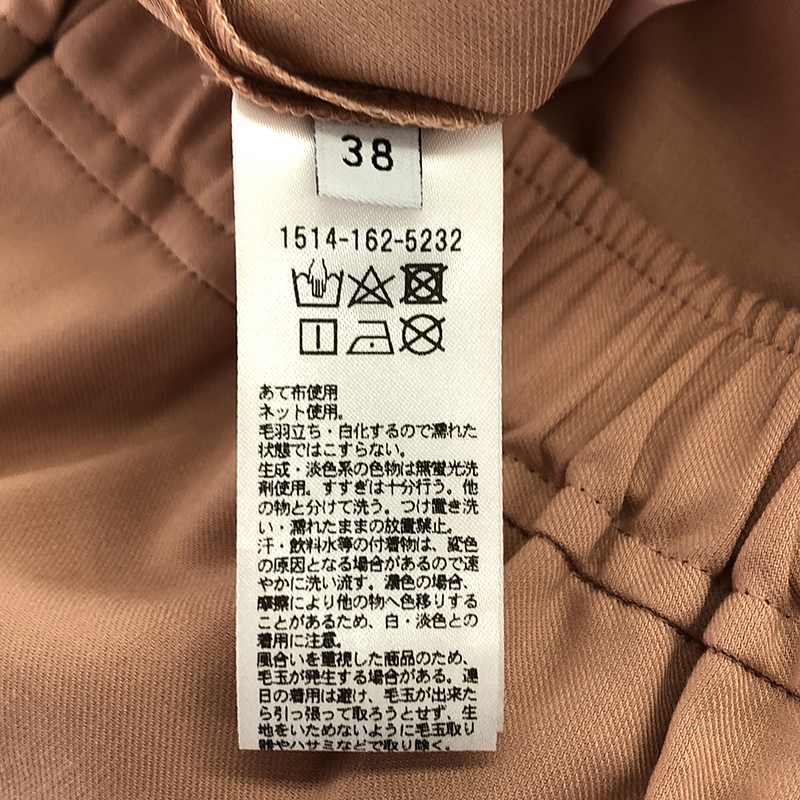 38
1514-162-5232
あて布使用
ネット使用。
毛羽立ち・白化するので濡れた
状態ではこすらない。
生成・淡色系の色物は無蛍光洗
剤使用。すすぎは十分行う。他
の物と分けて洗う。つけ置き洗
い・濡れたままの放置禁止。
汗・飲料水等の付着物は、変色
の原因となる場合があるので速
やかに洗い流す。濃色の場合、
摩擦により他の物へ色移りする
ことがあるため、白・淡色との
着用に注意。
風合いを重視した商品のため、
毛玉が発生する場合がある。連
日の着用は避け、毛玉が出来た
ら引っ張って取ろうとせず、生
地をいためないように毛玉取り
器やハサミなどで取り除く。